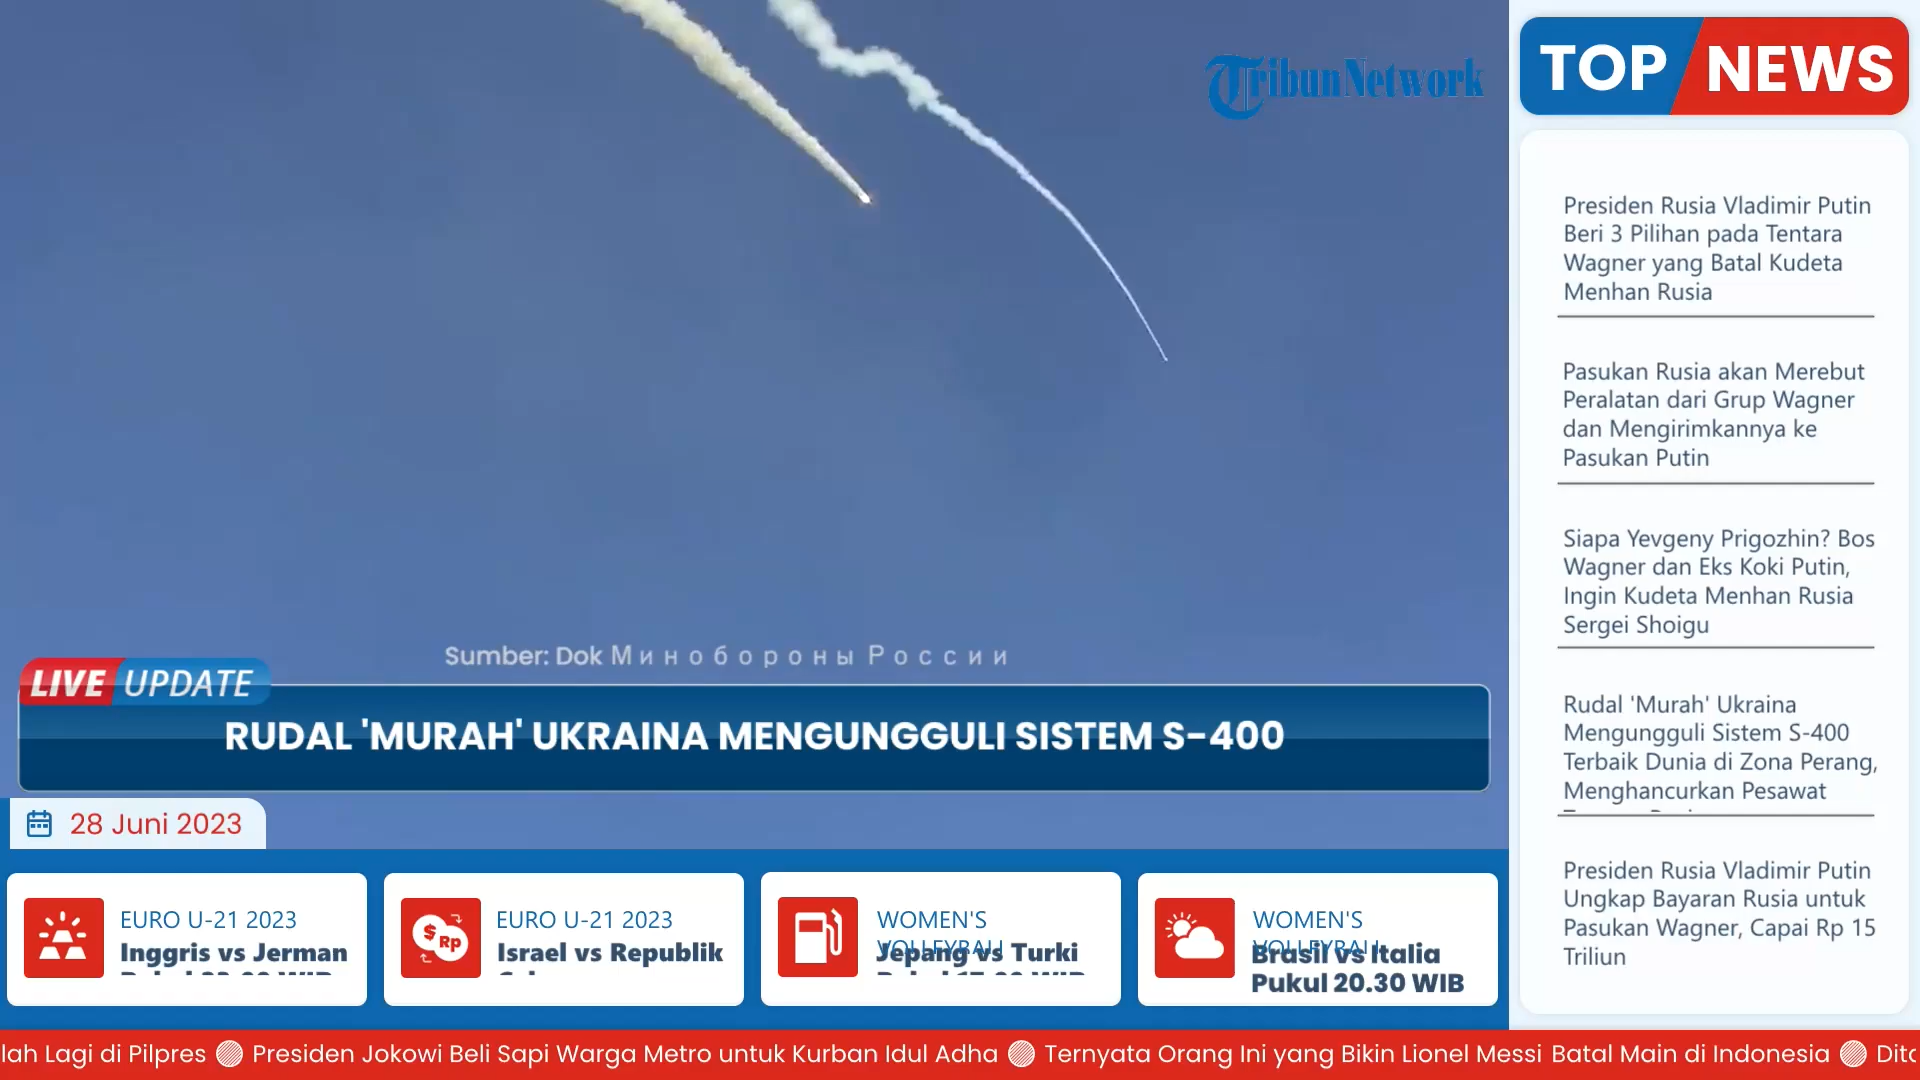 TribunNetwork
TOP NEWS
Presiden Rusia Vladimir Putin
Beri 3 Pilihan pada Tentara
Wagner yang Batal Kudeta
Menhan Rusia
Pasukan Rusia akan Merebut
Peralatan dari Grup Wagner
dan Mengirimkannya ke
Pasukan Putin
Siapa Yevgeny Prigozhin? Bos
Wagner dan Eks Koki Putin,
Ingin Kudeta Menhan Rusia
Sergei Shoigu
Rudal 'Murah' Ukraina
Mengungguli Sistem S-400
Terbaik Dunia di Zona Perang,
Menghancurkan Pesawat
Presiden Rusia Vladimir Putin
Ungkap Bayaran Rusia untuk
Pasukan Wagner, Capai Rp 15
Triliun
Sumber: Dok Минобороны России
LIVE UPDATE
RUDAL 'MURAH' UKRAINA MENGUNGGULI SISTEM S-400
28 Juni 2023
EURO U-21 2023
Inggris vs Jerman
$ Rp
EURO U-21 2023
Israel vs Republik
WOMEN'S
VOLLEYBALL
Jepang vs Turki
WOMEN'S
VOLLEYBALL
Brasil vs Italia
Pukul 20.30 WIB
lah Lagi di Pilpres Presiden Jokowi Beli Sapi Warga Metro untuk Kurban Idul Adha Ternyata Orang Ini yang Bikin Lionel Messi Batal Main di Indonesia